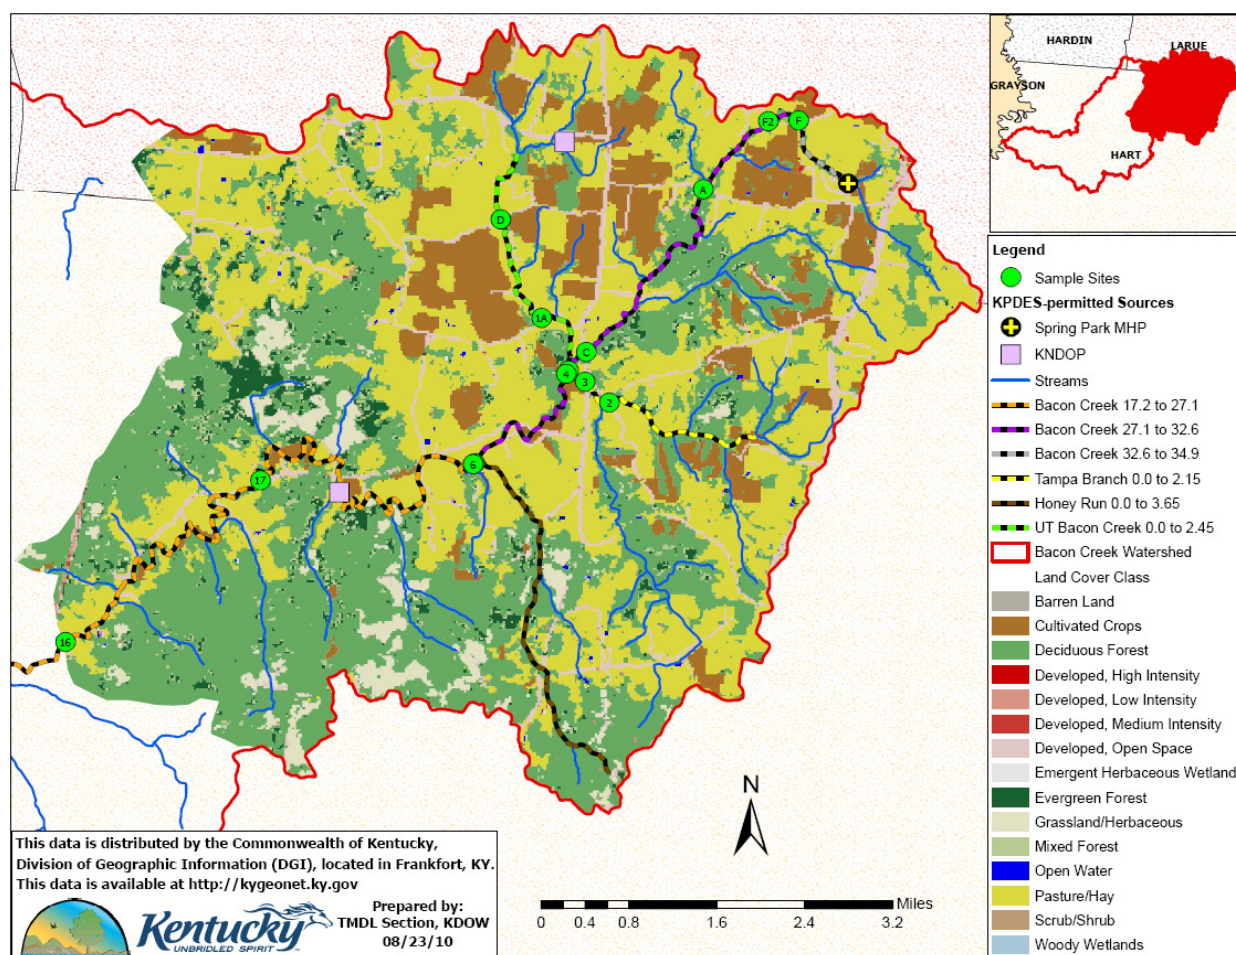 HARDIN
LARUE
GRAYSON
HART
F2
F
A
D
1A
C
4
3
2
6
17
16
Legend
Sample Sites
KPDES-permitted Sources
Spring Park MHP
KNDOP
Streams
Bacon Creek 17.2 to 27.1
Bacon Creek 27.1 to 32.6
Bacon Creek 32.6 to 34.9
Tampa Branch 0.0 to 2.15
Honey Run 0.0 to 3.65
UT Bacon Creek 0.0 to 2.45
Bacon Creek Watershed
Land Cover Class
Barren Land
Cultivated Crops
Deciduous Forest
Developed, High Intensity
Developed, Low Intensity
Developed, Medium Intensity
Developed, Open Space
Emergent Herbaceous Wetland
Evergreen Forest
Grassland/Herbaceous
Mixed Forest
Open Water
Pasture/Hay
Scrub/Shrub
Woody Wetlands
N
Miles
0 0.4 0.8 1.6 2.4 3.2
This data is distributed by the Commonwealth of Kentucky,
Division of Geographic Information (DGI), located in Frankfort, KY.
This data is available at http://kygeonet.ky.gov
Kentucky
UNBRIDLED SPIRIT
Prepared by:
TMDL Section, KDOW
08/23/10